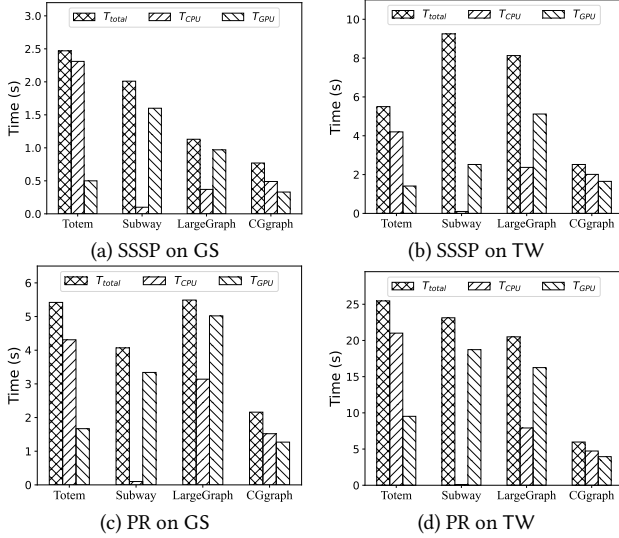 T_total T_CPU T_GPU
3.0
2.5
2.0
1.5
1.0
0.5
0.0
Time (s)
Totem Subway LargeGraph CGgraph
(a) SSSP on GS
T_total T_CPU T_GPU
10
8
6
4
2
0
Time (s)
Totem Subway LargeGraph CGgraph
(b) SSSP on TW
T_total T_CPU T_GPU
6
5
4
3
2
1
0
Time (s)
Totem Subway LargeGraph CGgraph
(c) PR on GS
T_total T_CPU T_GPU
25
20
15
10
5
0
Time (s)
Totem Subway LargeGraph CGgraph
(d) PR on TW